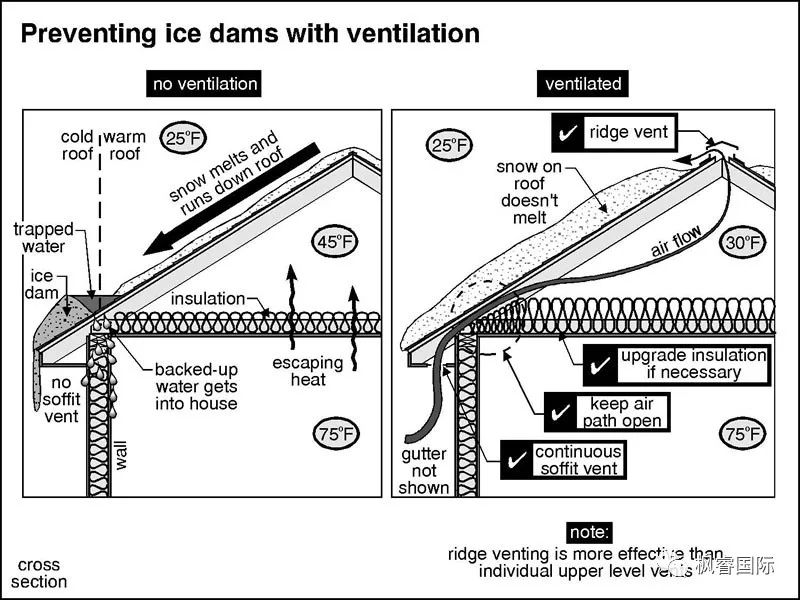 Preventing ice dams with ventilation
no ventilation
cold roof
warm roof
25°F
snow melts and
runs down roof
trapped
water
45°F
ice
dam
insulation
no
soffit
vent
backed-up
water gets
into house
escaping
heat
wall
75°F
ventilated
25°F
ridge vent
snow on
roof
doesn't
melt
air flow
30°F
upgrade insulation
if necessary
keep air
path open
75°F
continuous
soffit vent
gutter
not
shown
cross
section
note:
ridge venting is more effective than
individual upper level vents
枫睿国际